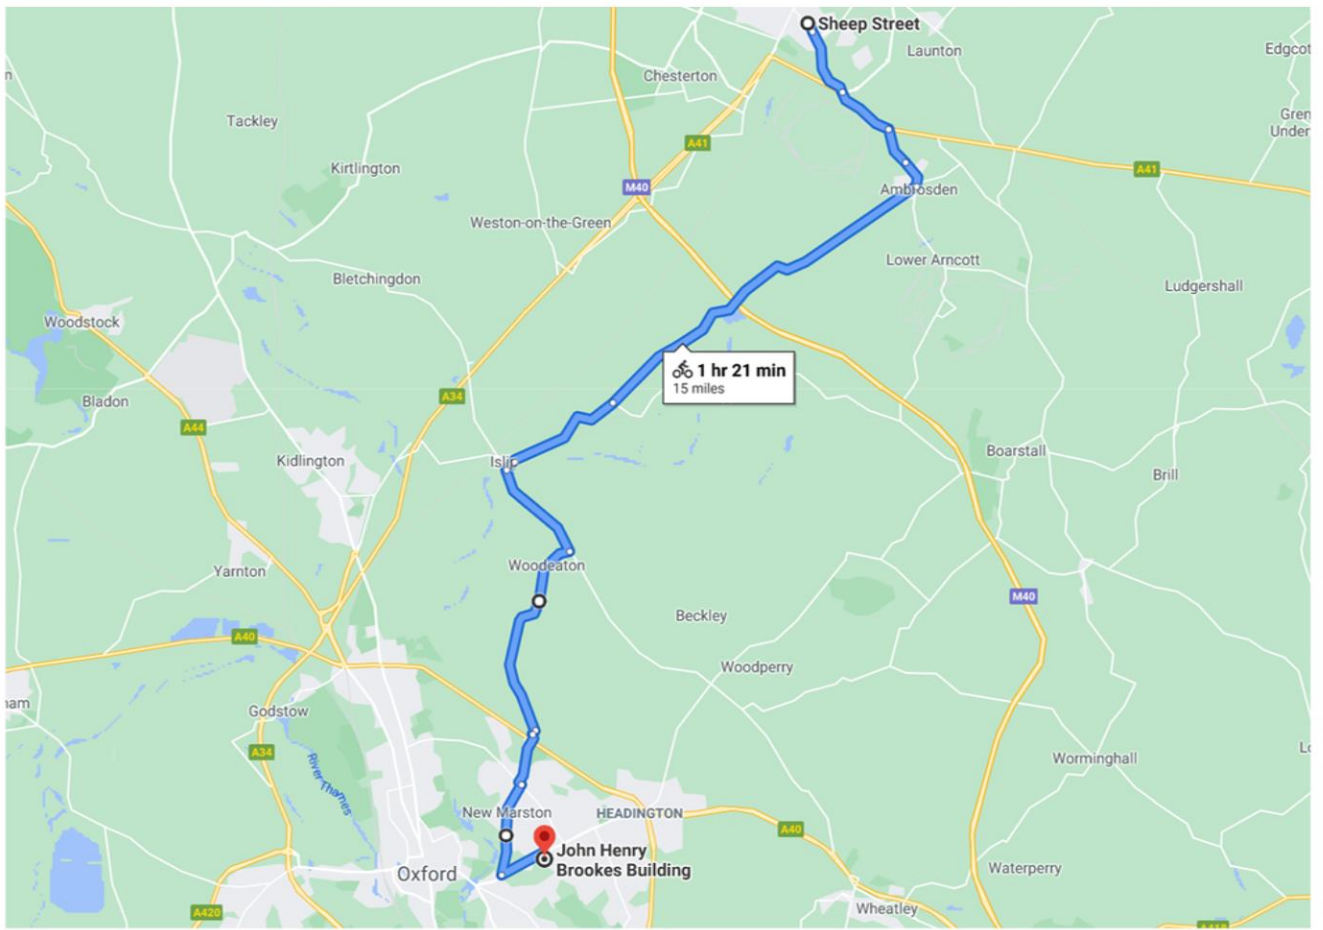 Sheep Street
Launton
Edgcot
Chesterton
Gren
Under
Tackley
A41
Kirtlington
A41
M40
Ambrosden
Weston-on-the-Green
Lower Arncott
Bletchingdon
Ludgershall
Woodstock
1 hr 21 min
15 miles
A34
Bladon
A44
Boarstall
Kidlington
Islip
Brill
Woodeaton
Yarnton
M40
Beckley
A40
Woodperry
ham
Godstow
A34
Worminghall
River Thames
New Marston
HEADINGTON
A40
John Henry
Brookes Building
Waterperry
Oxford
Wheatley
A420